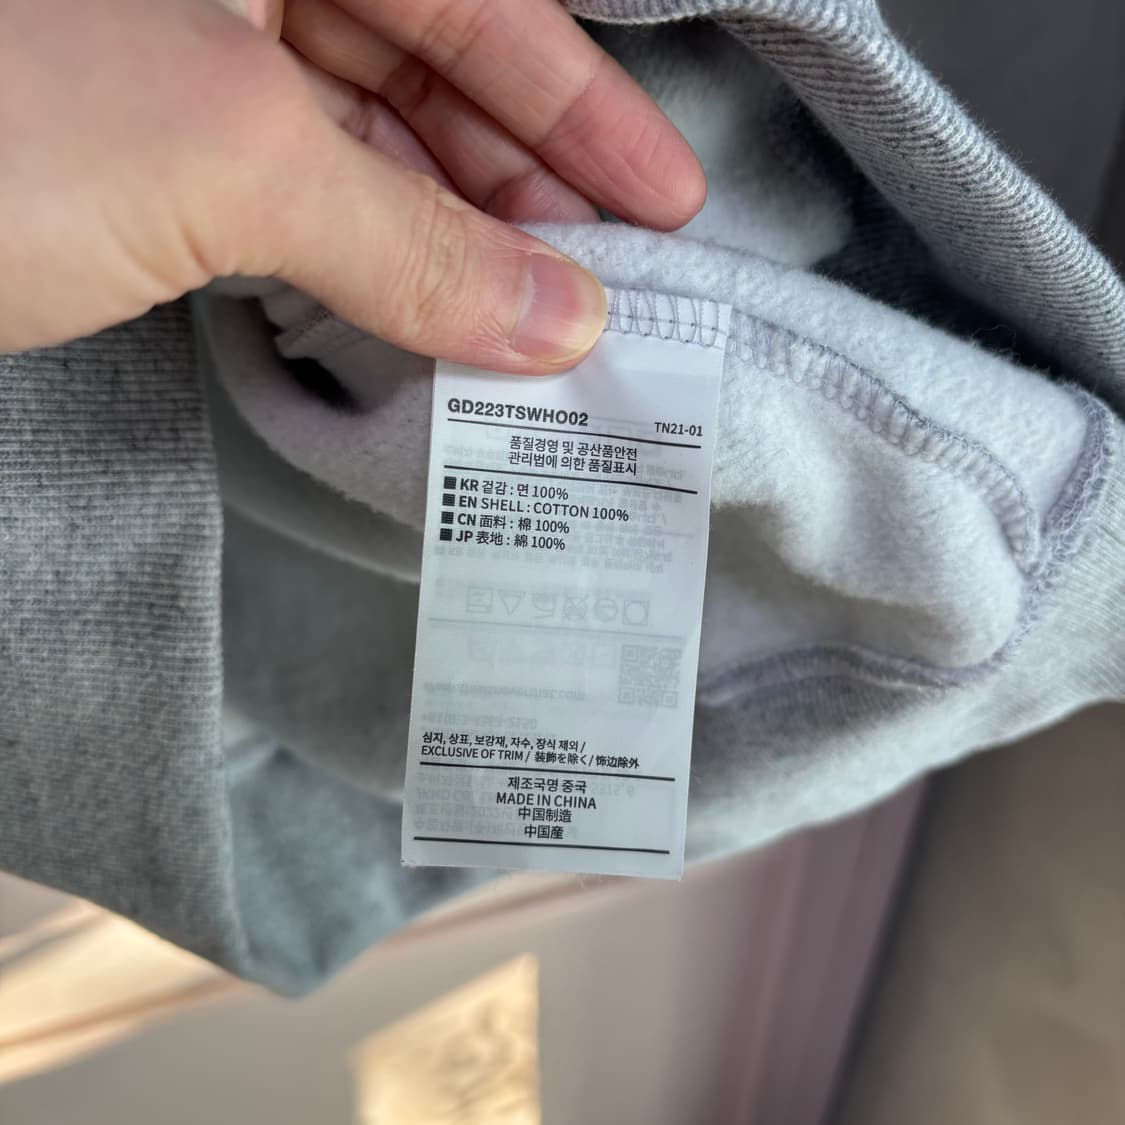 GD223TSWHO02
TN21-01
품질경영 및 공산품안전
관리법에 의한 품질표시
KR 겉감 : 면 100%
EN SHELL : COTTON 100%
CN 面料 : 棉 100%
JP 表地 : 綿 100%
심지, 상표, 보강재, 자수, 장식 제외 /
EXCLUSIVE OF TRIM / 装飾を除く / 饰边除外
제조국명 중국
MADE IN CHINA
中国制造
中国産